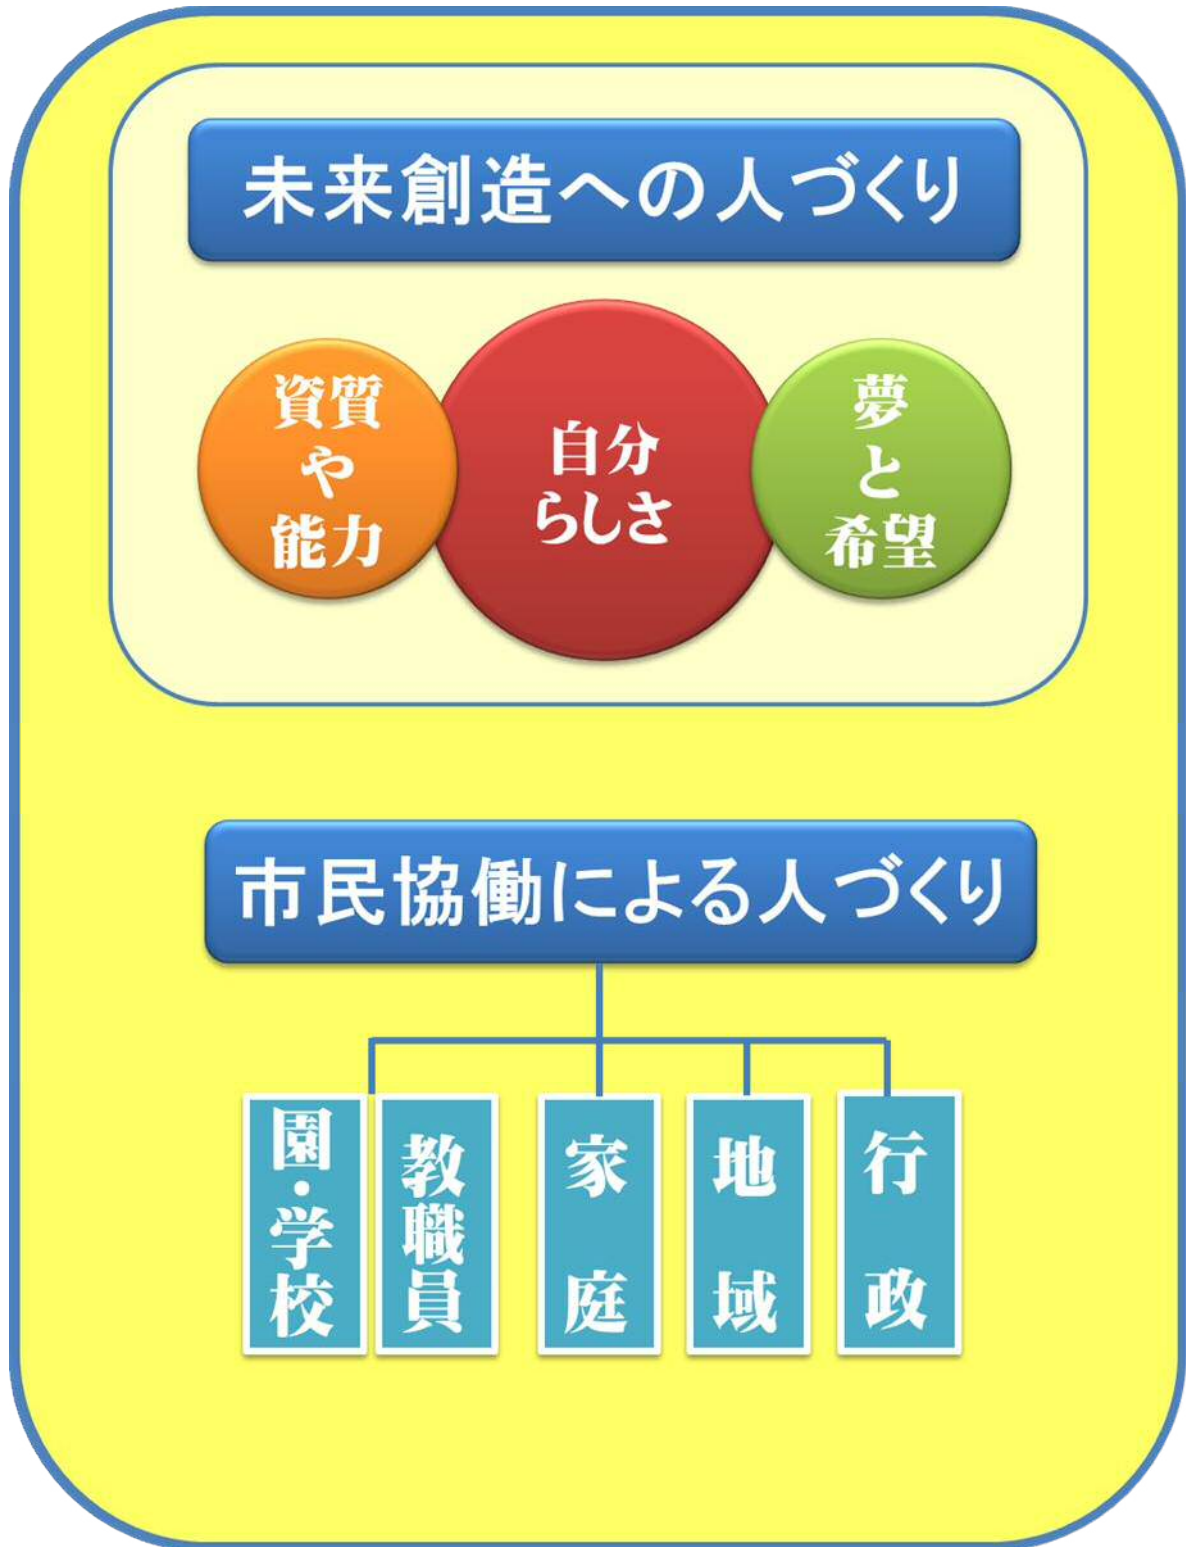 未来創造への人づくり
資質
や
能力
自分
らしさ
夢
と
希望
市民協働による人づくり
園・学校
教職員
家庭
地域
行政